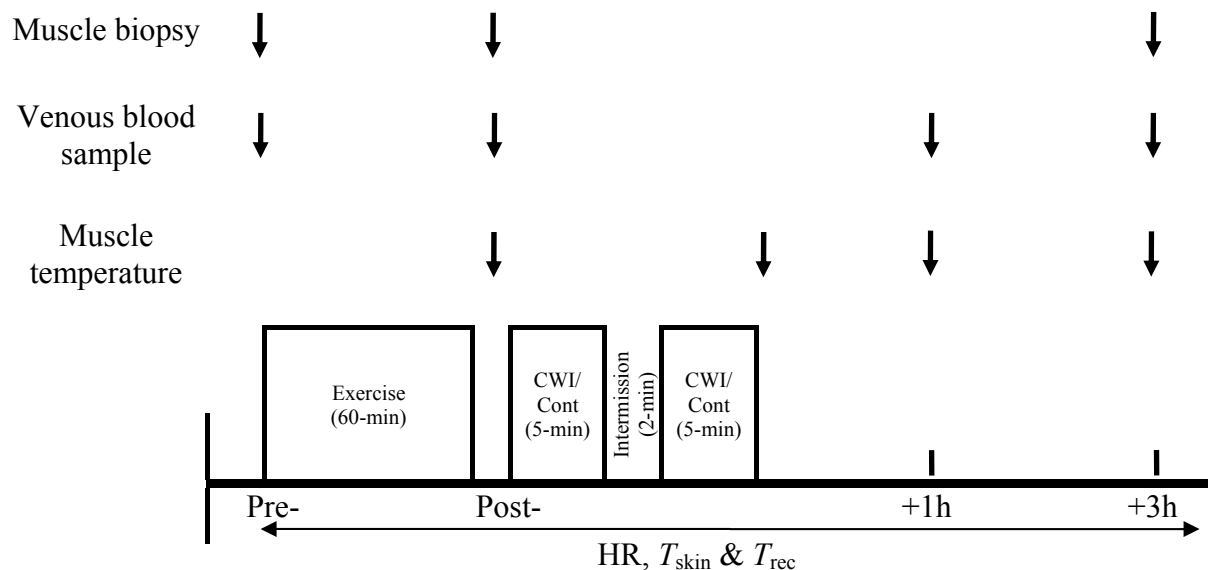 Muscle biopsy
Venous blood
sample
Muscle
temperature
Exercise
(60-min)
CWI/
Cont
(5-min)
Intermission
(2-min)
CWI/
Cont
(5-min)
Pre-
Post-
+1h
+3h
HR, Tskin & Trec